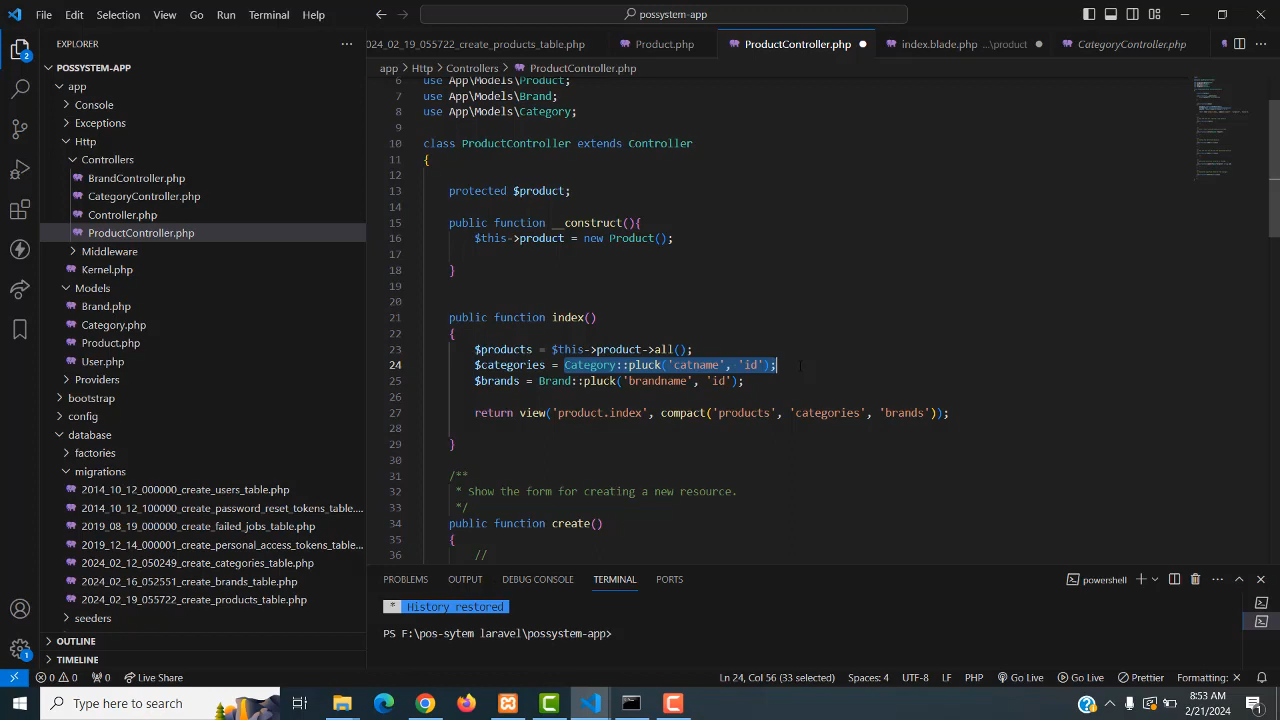 File Edit Selection View Go Run Terminal Help
possystem-app
EXPLORER
2024_02_19_055722_create_products_table.php
Product.php
ProductController.php
index.blade.php ...\product
CategoryController.php
POSSYSTEM-APP
app > Http > Controllers > ProductController.php
app
Console
Exceptions
Http
Controllers
BrandController.php
CategoryController.php
Controller.php
ProductController.php
Middleware
Kernel.php
Models
Brand.php
Category.php
Product.php
User.php
Providers
bootstrap
config
database
factories
migrations
2014_10_12_000000_create_users_table.php
2014_10_12_100000_create_password_reset_tokens_table....
2019_08_19_000000_create_failed_jobs_table.php
2019_12_14_000001_create_personal_access_tokens_table...
2024_02_12_050249_create_categories_table.php
2024_02_16_052551_create_brands_table.php
2024_02_19_055722_create_products_table.php
seeders
OUTLINE
TIMELINE
6 use App\Models\Product;
7 use App\Models\Brand;
8 use App\Models\Category;
9
10 class ProductController extends Controller
11 {
12
13 protected $product;
14
15 public function __construct(){
16 $this->product = new Product();
17
18 }
19
20
21 public function index()
22 {
23 $products = $this->product->all();
24 $categories = Category::pluck('catname', 'id');
25 $brands = Brand::pluck('brandname', 'id');
26
27 return view('product.index', compact('products', 'categories', 'brands'));
28
29 }
30
31 /**
32 * Show the form for creating a new resource.
33 */
34 public function create()
35 {
36 //
PROBLEMS OUTPUT DEBUG CONSOLE TERMINAL PORTS
powershell
* History restored
PS F:\pos-sytem laravel\possystem-app>
0 0 0 Live Share
Ln 24, Col 56 (33 selected) Spaces: 4 UTF-8 LF PHP Go Live Go Live Prettier Formatting: ×
Type here to search
8:53 AM
2/21/2024